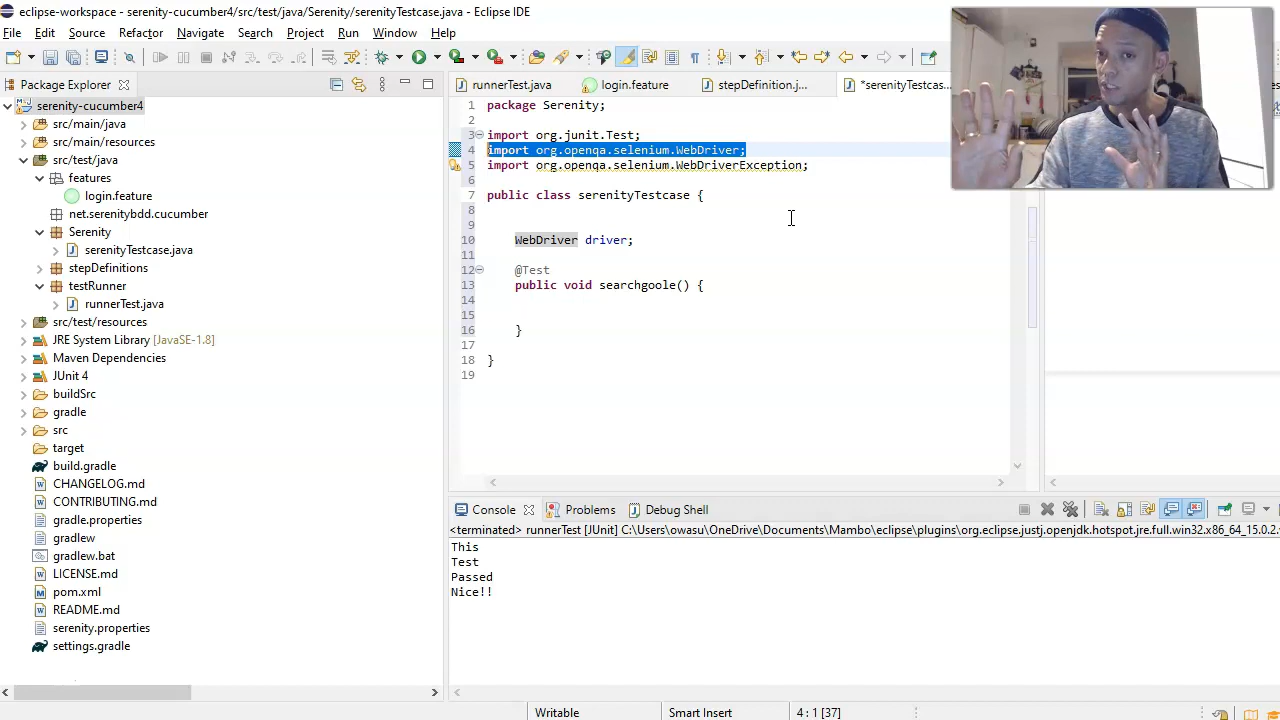 eclipse-workspace - serenity-cucumber4/src/test/java/Serenity/serenityTestcase.java - Eclipse IDE
File Edit Source Refactor Navigate Search Project Run Window Help
Package Explorer
serenity-cucumber4
src/main/java
src/main/resources
src/test/java
features
login.feature
net.serenitybdd.cucumber
Serenity
serenityTestcase.java
stepDefinitions
testRunner
runnerTest.java
src/test/resources
JRE System Library [JavaSE-1.8]
Maven Dependencies
JUnit 4
buildSrc
gradle
src
target
build.gradle
CHANGELOG.md
CONTRIBUTING.md
gradle.properties
gradlew
gradlew.bat
LICENSE.md
pom.xml
README.md
serenity.properties
settings.gradle
runnerTest.java login.feature stepDefinition.j... *serenityTestcas...
1 package Serenity;
2
3 import org.junit.Test;
4 import org.openqa.selenium.WebDriver;
5 import org.openqa.selenium.WebDriverException;
6
7 public class serenityTestcase {
8
9
10 WebDriver driver;
11
12 @Test
13 public void searchgoole() {
14
15
16 }
17
18 }
19
Console Problems Debug Shell
<terminated> runnerTest [JUnit] C:\Users\owasu\OneDrive\Documents\Mambo\eclipse\plugins\org.eclipse.justj.openjdk.hotspot.jre.full.win32.x86_64_15.0.2.
This
Test
Passed
Nice!!
Writable Smart Insert 4 : 1 [37]